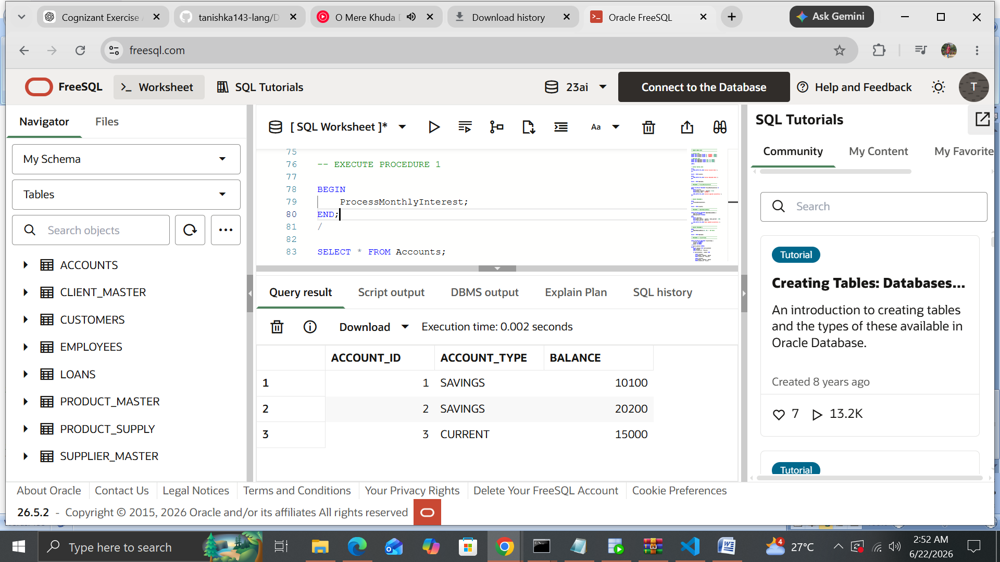 Cognizant Exercise
tanishka143-lang/D
O Mere Khuda
Download history
Oracle FreeSQL
Ask Gemini
freesql.com
FreeSQL
Worksheet
SQL Tutorials
23ai
Connect to the Database
Help and Feedback
T
Navigator
Files
My Schema
Tables
Search objects
ACCOUNTS
CLIENT_MASTER
CUSTOMERS
EMPLOYEES
LOANS
PRODUCT_MASTER
PRODUCT_SUPPLY
SUPPLIER_MASTER
[ SQL Worksheet ]*
Aa
75
76 -- EXECUTE PROCEDURE 1
77
78 BEGIN
79 ProcessMonthlyInterest;
80 END;
81 /
82
83 SELECT * FROM Accounts;
Query result
Script output
DBMS output
Explain Plan
SQL history
Download
Execution time: 0.002 seconds
ACCOUNT_ID ACCOUNT_TYPE BALANCE
1 1 SAVINGS 10100
2 2 SAVINGS 20200
3 3 CURRENT 15000
SQL Tutorials
Community
My Content
My Favorite
Search
Tutorial
Creating Tables: Databases...
An introduction to creating tables
and the types of these available in
Oracle Database.
Created 8 years ago
7 13.2K
Tutorial
About Oracle
Contact Us
Legal Notices
Terms and Conditions
Your Privacy Rights
Delete Your FreeSQL Account
Cookie Preferences
26.5.2 - Copyright © 2015, 2026 Oracle and/or its affiliates All rights reserved
Type here to search
4
27°C
2:52 AM
6/22/2026